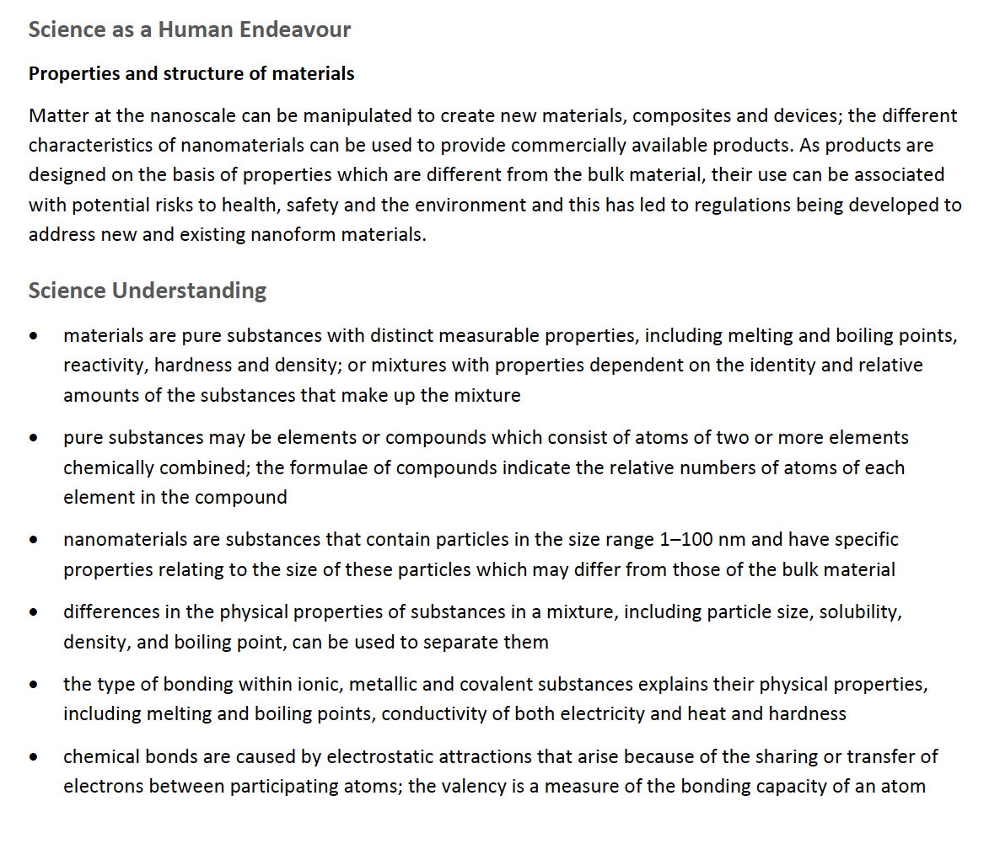 Science as a Human Endeavour
Properties and structure of materials
Matter at the nanoscale can be manipulated to create new materials, composites and devices; the different
characteristics of nanomaterials can be used to provide commercially available products. As products are
designed on the basis of properties which are different from the bulk material, their use can be associated
with potential risks to health, safety and the environment and this has led to regulations being developed to
address new and existing nanoform materials.
Science Understanding
• materials are pure substances with distinct measurable properties, including melting and boiling points,
reactivity, hardness and density; or mixtures with properties dependent on the identity and relative
amounts of the substances that make up the mixture
• pure substances may be elements or compounds which consist of atoms of two or more elements
chemically combined; the formulae of compounds indicate the relative numbers of atoms of each
element in the compound
• nanomaterials are substances that contain particles in the size range 1–100 nm and have specific
properties relating to the size of these particles which may differ from those of the bulk material
• differences in the physical properties of substances in a mixture, including particle size, solubility,
density, and boiling point, can be used to separate them
• the type of bonding within ionic, metallic and covalent substances explains their physical properties,
including melting and boiling points, conductivity of both electricity and heat and hardness
• chemical bonds are caused by electrostatic attractions that arise because of the sharing or transfer of
electrons between participating atoms; the valency is a measure of the bonding capacity of an atom